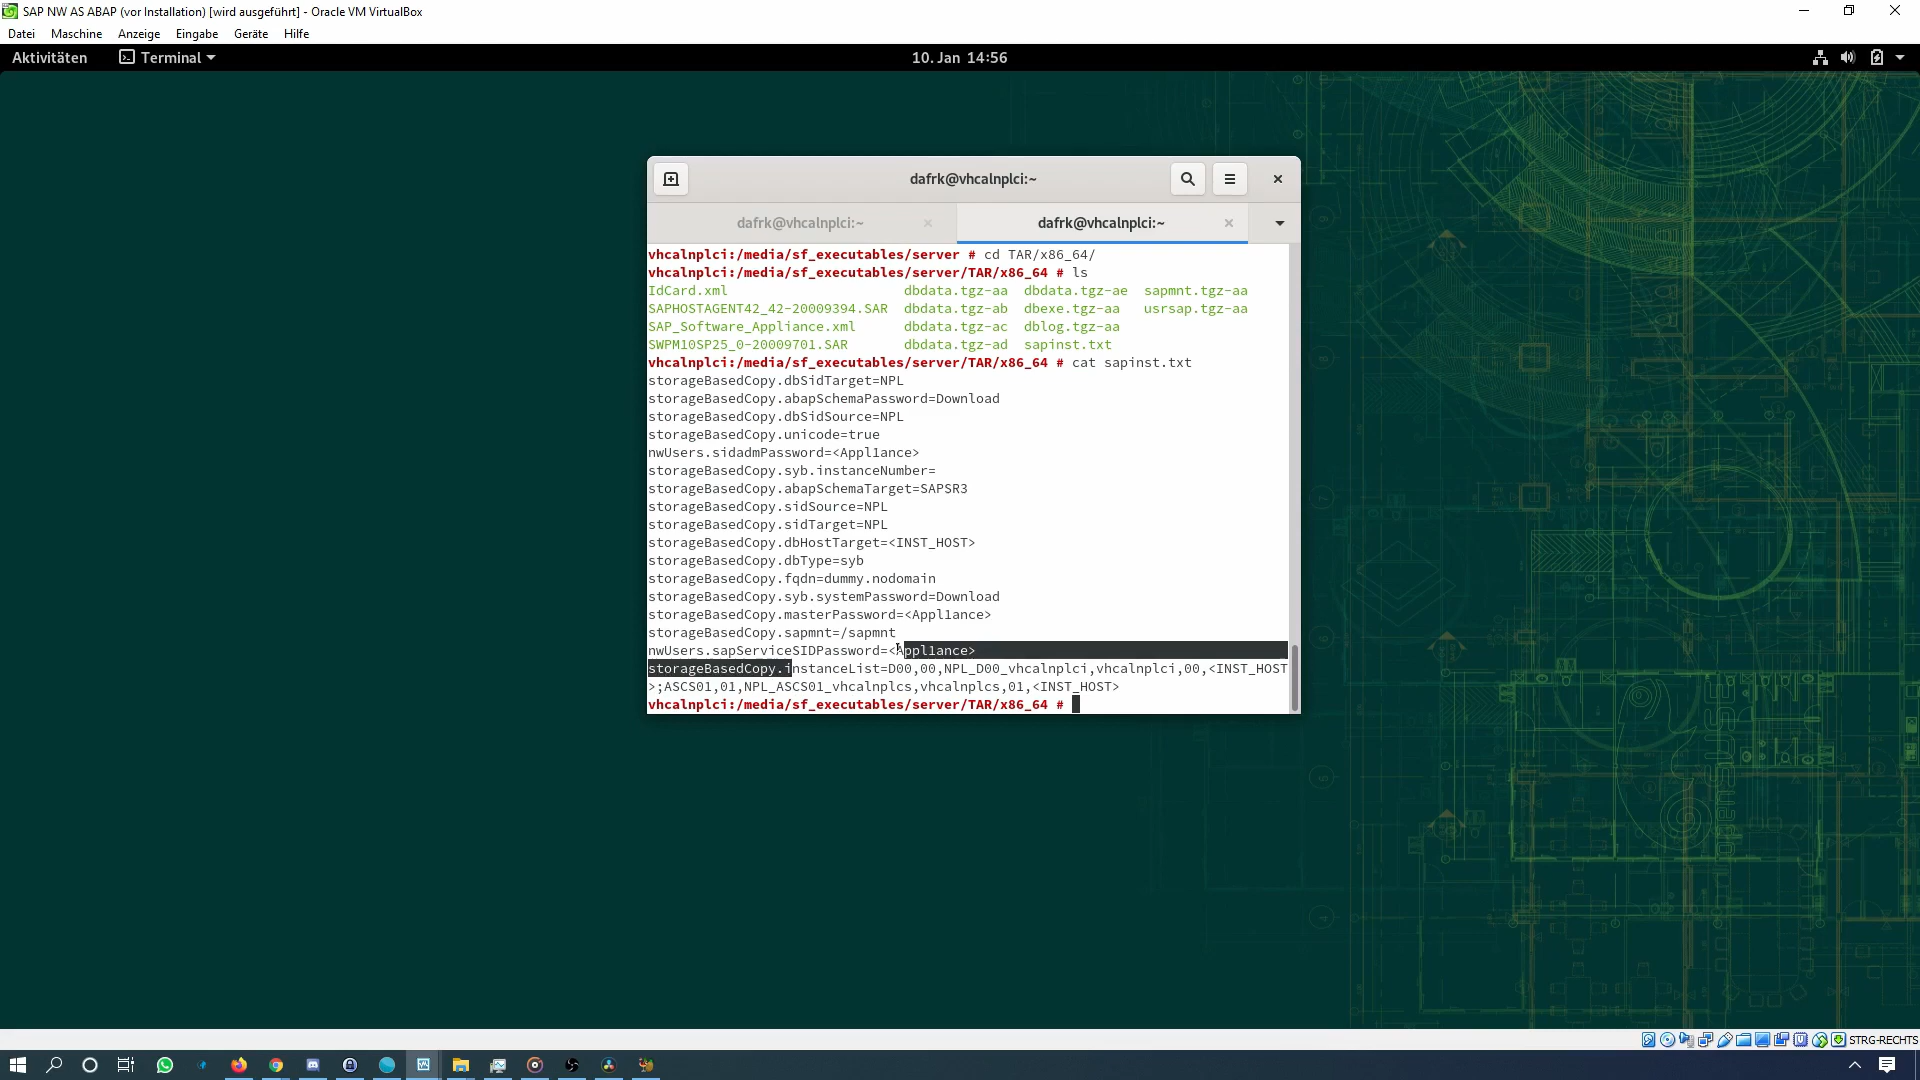 SAP NW AS ABAP (vor Installation) [wird ausgeführt] - Oracle VM VirtualBox
Datei Maschine Anzeige Eingabe Geräte Hilfe
Aktivitäten Terminal 10. Jan 14:56
dafrk@vhcalnplci:~
dafrk@vhcalnplci:~ dafrk@vhcalnplci:~
vhcalnplci:/media/sf_executables/server # cd TAR/x86_64/
vhcalnplci:/media/sf_executables/server/TAR/x86_64 # ls
IdCard.xml dbdata.tgz-aa dbdata.tgz-ae sapmnt.tgz-aa
SAPHOSTAGENT42_42-20009394.SAR dbdata.tgz-ab dbexe.tgz-aa usrsap.tgz-aa
SAP_Software_Appliance.xml dbdata.tgz-ac dblog.tgz-aa
SWPM10SP25_0-20009701.SAR dbdata.tgz-ad sapinst.txt
vhcalnplci:/media/sf_executables/server/TAR/x86_64 # cat sapinst.txt
storageBasedCopy.dbSidTarget=NPL
storageBasedCopy.abapSchemaPassword=Download
storageBasedCopy.dbSidSource=NPL
storageBasedCopy.unicode=true
nwUsers.sidadmPassword=<Appl1ance>
storageBasedCopy.syb.instanceNumber=
storageBasedCopy.abapSchemaTarget=SAPSR3
storageBasedCopy.sidSource=NPL
storageBasedCopy.sidTarget=NPL
storageBasedCopy.dbHostTarget=<INST_HOST>
storageBasedCopy.dbType=syb
storageBasedCopy.fqdn=dummy.nodomain
storageBasedCopy.syb.systemPassword=Download
storageBasedCopy.masterPassword=<Appl1ance>
storageBasedCopy.sapmnt=/sapmnt
nwUsers.sapServiceSIDPassword=<Appl1ance>
storageBasedCopy.instanceList=D00,00,NPL_D00_vhcalnplci,vhcalnplci,00,<INST_HOST
>;ASCS01,01,NPL_ASCS01_vhcalnplcs,vhcalnplcs,01,<INST_HOST>
vhcalnplci:/media/sf_executables/server/TAR/x86_64 #
STRG-RECHTS